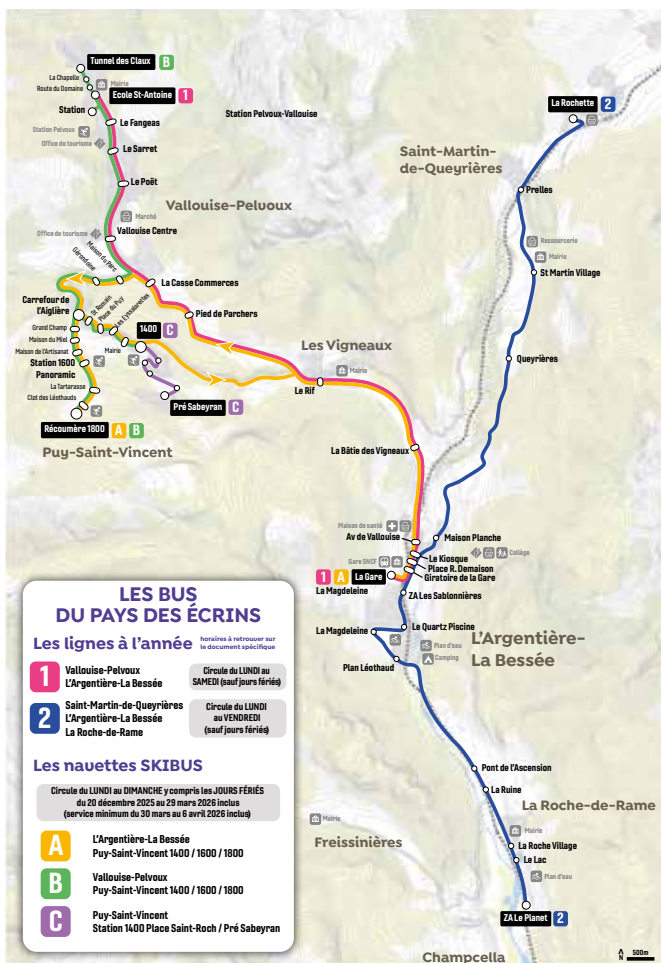 Tunnel des Claux B
La Chapelle
Mairie
Route du Domaine
Ecole St-Antoine 1
Station
Le Fangeas
Station Pelvoux-Vallouise
Station Pelvoux
Office de tourisme
Le Sarret
Le Poët
Vallouise-Pelvoux
Marché
Office de tourisme
Vallouise Centre
Maison du Parc
Gérondaine
La Casse Commerces
Carrefour de
l'Aiglière
St Romain
Place du Puy
Les Eyssalarettes
Pied de Parchers
Grand Champ
Maison du Miel
Maison de l'Artisanat
Mairie
1400 C
Station 1600
Panoramic
La Tartarasse
Clot des Léothauds
Pré Sabeyran C
Récoumère 1800 A B
Puy-Saint-Vincent
Les Vigneaux
Mairie
Le Rif
La Bâtie des Vigneaux
La Rochette 2
Saint-Martin-
de-Queyrières
Prelles
Ressourcerie
Mairie
St Martin Village
Queyrières
Maison de santé
Av de Vallouise
Maison Planche
Gare SNCF
Le Kiosque
Collège
Place R. Demaison
1 A La Gare
Giratoire de la Gare
La Magdeleine
ZA Les Sablonnières
Le Quartz Piscine
La Magdeleine
L'Argentière-
La Bessée
Plan d'eau
Camping
Plan Léothaud
Pont de l'Ascension
La Ruine
La Roche-de-Rame
Mairie
Freissinières
Mairie
La Roche Village
Le Lac
Plan d'eau
ZA Le Planet 2
Champcella
N
500m
LES BUS
DU PAYS DES ÉCRINS
Les lignes à l'année
horaires à retrouver sur
le document spécifique
1
Vallouise-Pelvoux
L'Argentière-La Bessée
Circule du LUNDI au
SAMEDI (sauf jours fériés)
2
Saint-Martin-de-Queyrières
L'Argentière-La Bessée
La Roche-de-Rame
Circule du LUNDI
au VENDREDI
(sauf jours fériés)
Les navettes SKIBUS
Circule du LUNDI au DIMANCHE y compris les JOURS FÉRIÉS
du 20 décembre 2025 au 29 mars 2026 inclus
(service minimum du 30 mars au 6 avril 2026 inclus)
A
L'Argentière-La Bessée
Puy-Saint-Vincent 1400 / 1600 / 1800
B
Vallouise-Pelvoux
Puy-Saint-Vincent 1400 / 1600 / 1800
C
Puy-Saint-Vincent
Station 1400 Place Saint-Roch / Pré Sabeyran